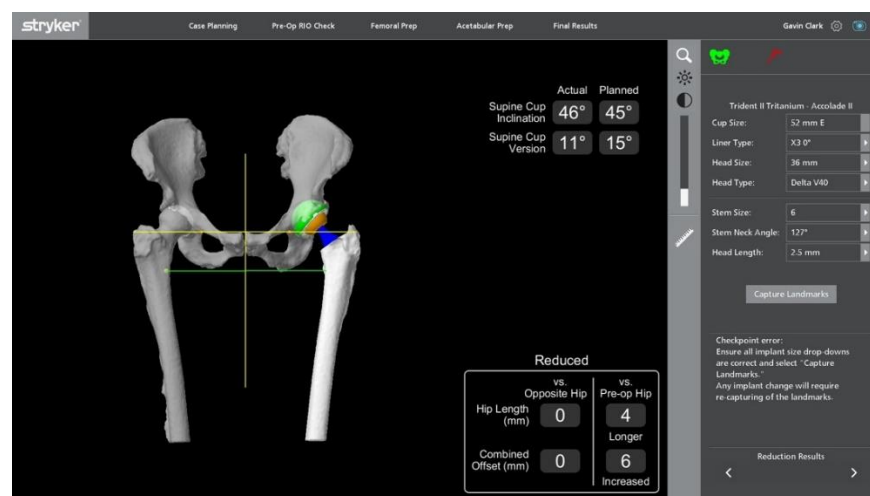 stryker
Case Planning
Pre-Op RIO Check
Femoral Prep
Acetabular Prep
Final Results
Gavin Clark
Actual Planned
Supine Cup
Inclination
46° 45°
Supine Cup
Version
11° 15°
Reduced
vs.
Opposite Hip
vs.
Pre-op Hip
Hip Length
(mm)
0
4
Longer
Combined
Offset (mm)
0
6
Increased
Trident II Tritanium - Accolade II
Cup Size: 52 mm E
Liner Type: X3 0°
Head Size: 36 mm
Head Type: Delta V40
Stem Size: 6
Stem Neck Angle: 127°
Head Length: 2.5 mm
Capture Landmarks
Checkpoint error:
Ensure all implant size drop-downs
are correct and select "Capture
Landmarks."
Any implant change will require
re-capturing of the landmarks.
Reduction Results